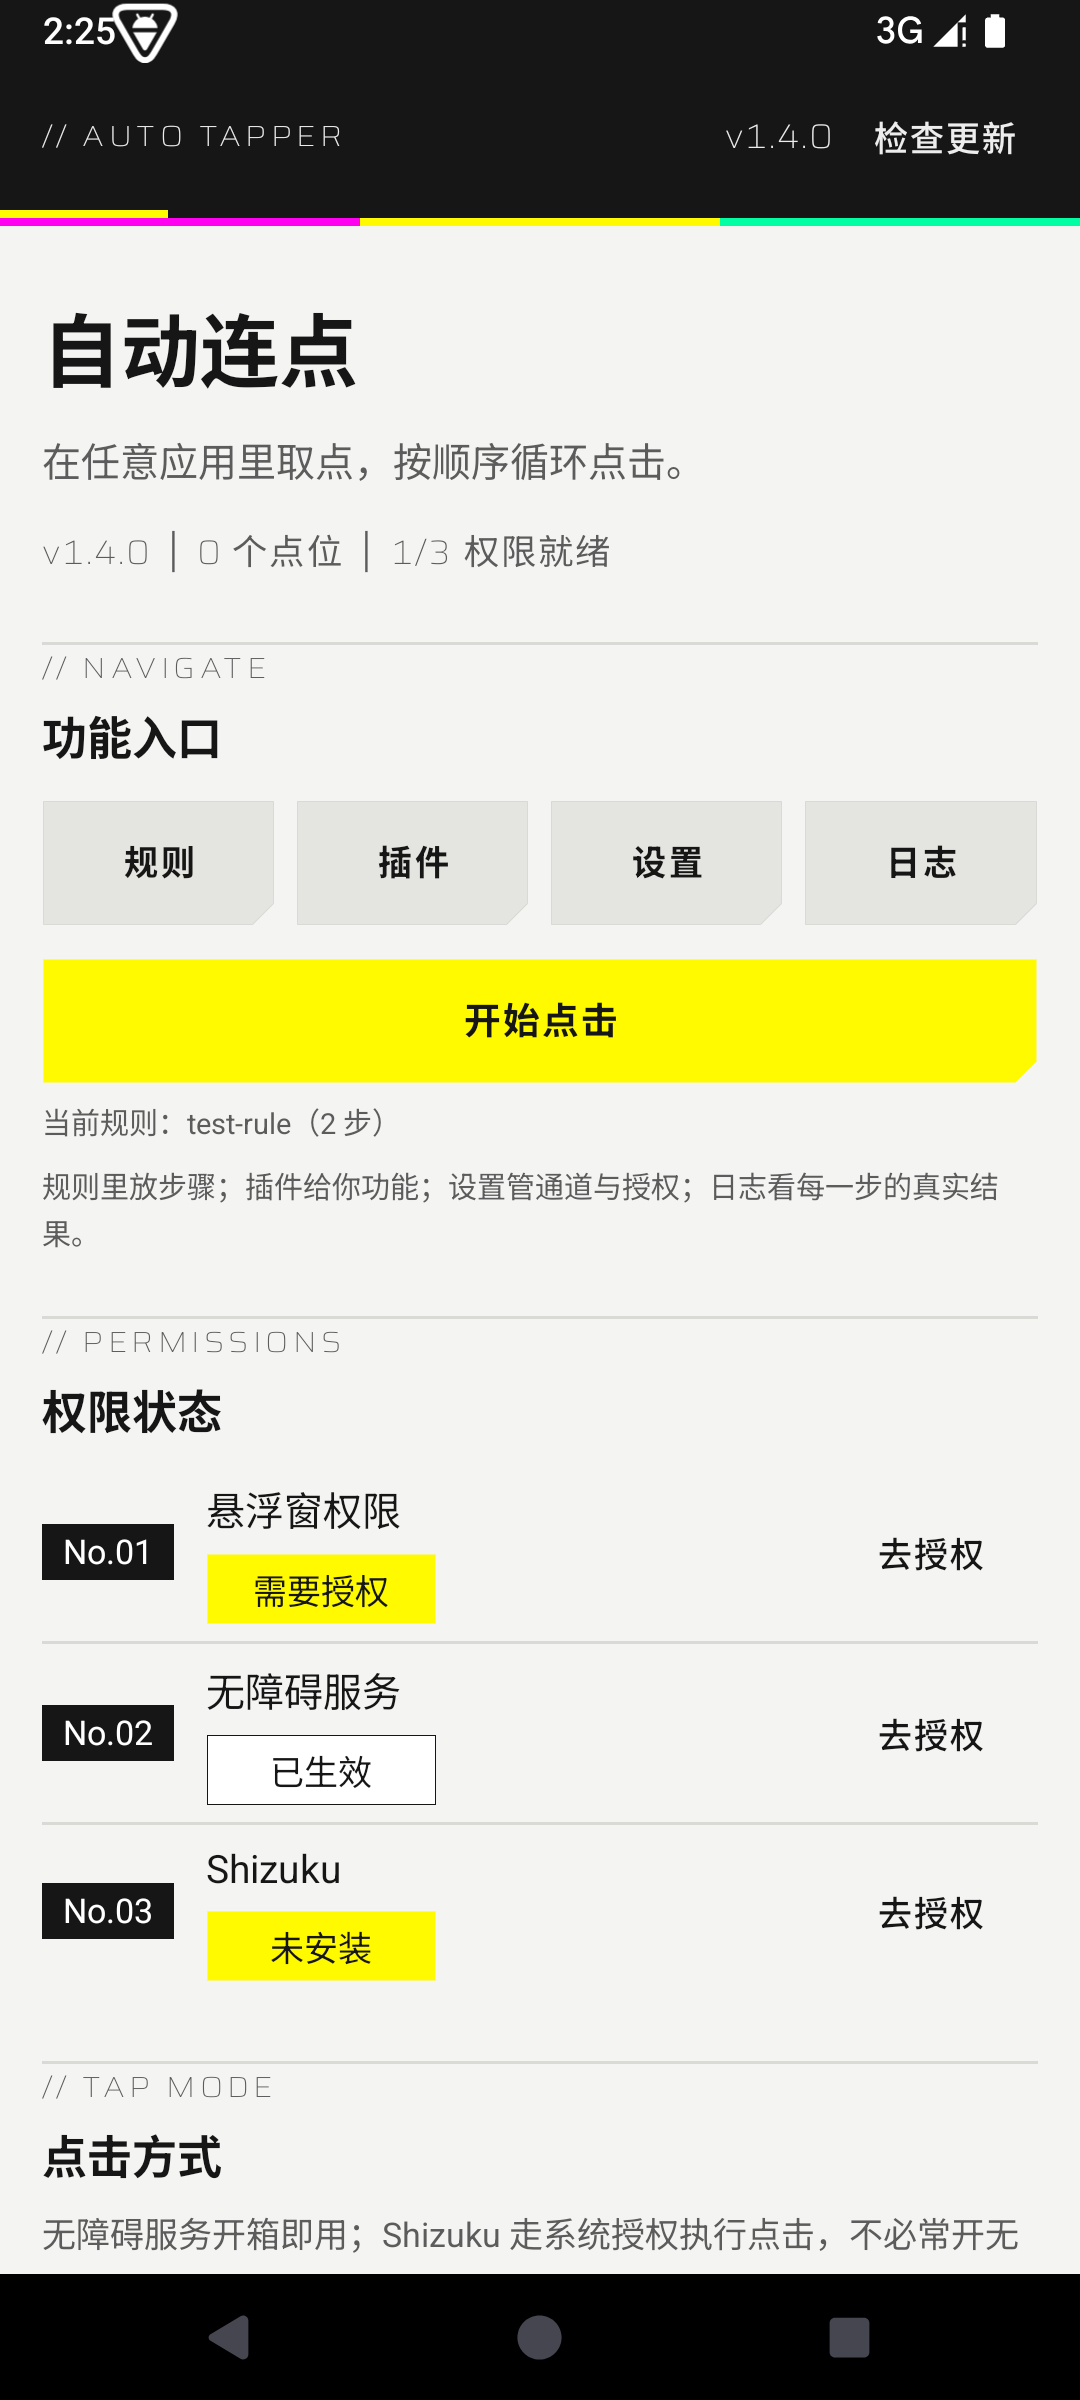 2:25
3G
// AUTO TAPPER
v1.4.0
检查更新
自动连点
在任意应用里取点，按顺序循环点击。
v1.4.0 | 0 个点位 | 1/3 权限就绪
// NAVIGATE
功能入口
规则
插件
设置
日志
开始点击
当前规则：test-rule（2 步）
规则里放步骤；插件给你功能；设置管通道与授权；日志看每一步的真实结
果。
// PERMISSIONS
权限状态
No.01
悬浮窗权限
需要授权
去授权
No.02
无障碍服务
已生效
去授权
No.03
Shizuku
未安装
去授权
// TAP MODE
点击方式
无障碍服务开箱即用；Shizuku 走系统授权执行点击，不必常开无